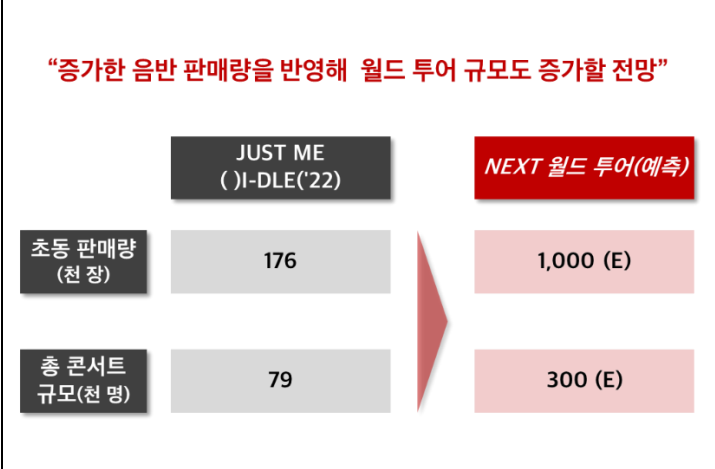 “증가한 음반 판매량을 반영해 월드 투어 규모도 증가할 전망”
JUST ME
( )I-DLE('22)
NEXT 월드 투어(예측)
초동 판매량
(천 장)
176
1,000 (E)
총 콘서트
규모(천 명)
79
300 (E)